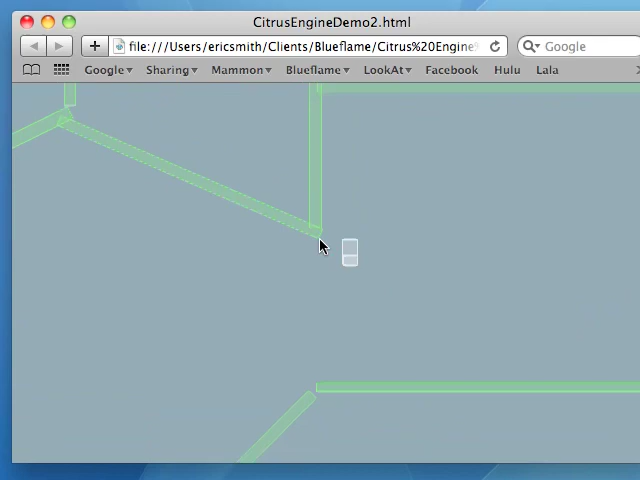 CitrusEngineDemo2.html
file:///Users/ericsmith/Clients/Blueflame/Citrus%20Engine%
Google
Google Sharing Mammon Blueflame LookAt Facebook Hulu Lala